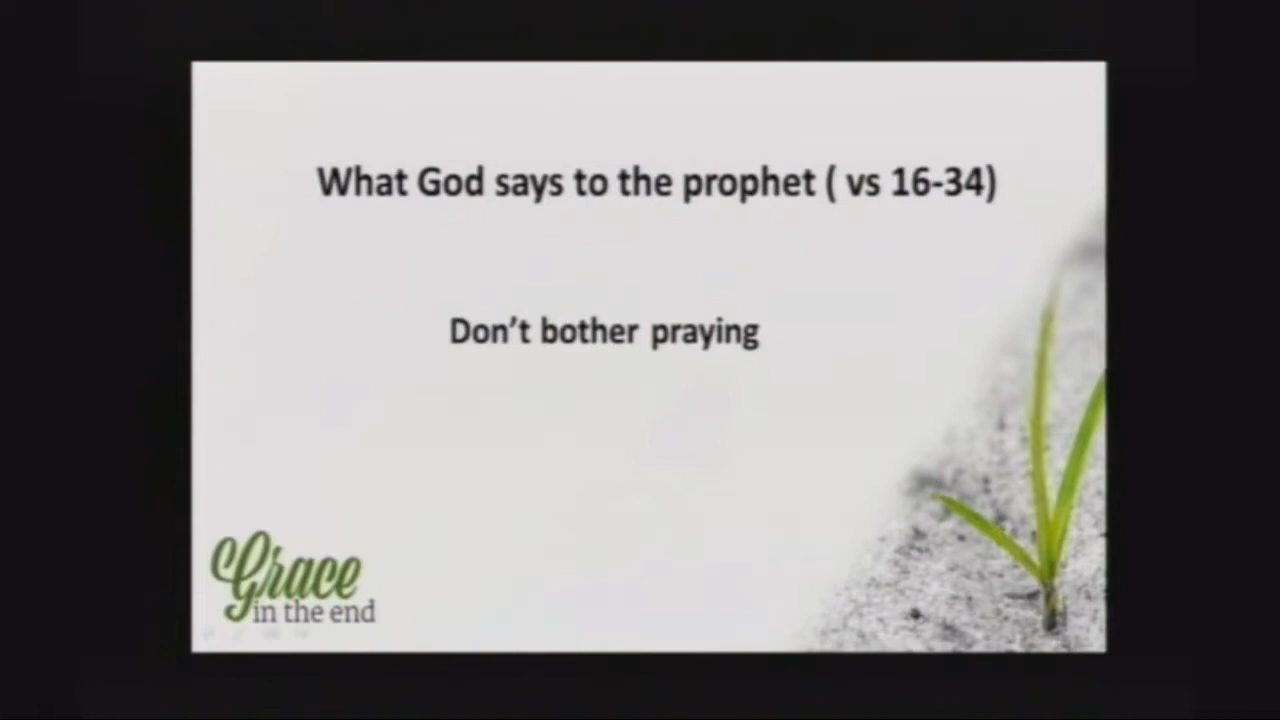 What God says to the prophet ( vs 16-34)
Don't bother praying
Grace
in the end